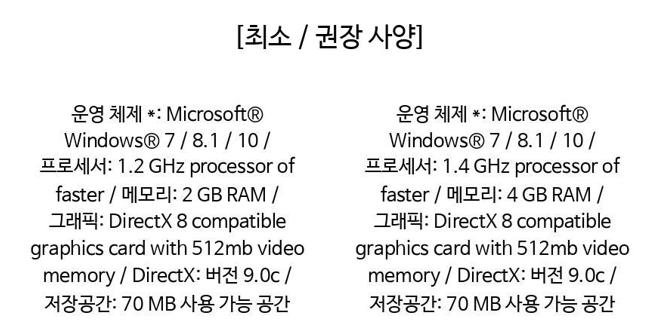 [최소 / 권장 사양]
운영 체제 *: Microsoft®
Windows® 7 / 8.1 / 10 /
프로세서: 1.2 GHz processor of
faster / 메모리: 2 GB RAM /
그래픽: DirectX 8 compatible
graphics card with 512mb video
memory / DirectX: 버전 9.0c /
저장공간: 70 MB 사용 가능 공간
운영 체제 *: Microsoft®
Windows® 7 / 8.1 / 10 /
프로세서: 1.4 GHz processor of
faster / 메모리: 4 GB RAM /
그래픽: DirectX 8 compatible
graphics card with 512mb video
memory / DirectX: 버전 9.0c /
저장공간: 70 MB 사용 가능 공간